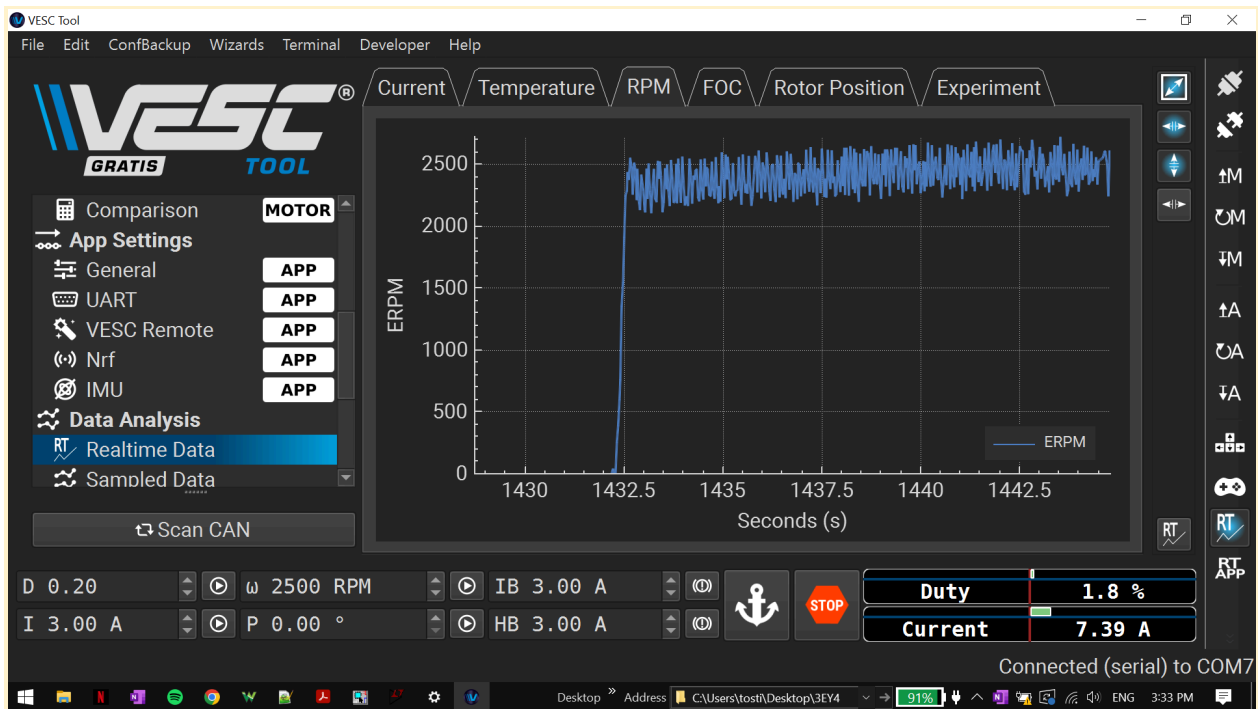 VESC Tool
File Edit ConfBackup Wizards Terminal Developer Help
VESC®
GRATIS TOOL
Comparison MOTOR
App Settings
General APP
UART APP
VESC Remote APP
Nrf APP
IMU APP
Data Analysis
RT Realtime Data
Sampled Data
Scan CAN
Current Temperature RPM FOC Rotor Position Experiment
2500
2000
1500
1000
500
0
ERPM
ERPM
1430 1432.5 1435 1437.5 1440 1442.5
Seconds (s)
RT
M
M
M
A
A
A
RT
RT
APP
D 0.20 ω 2500 RPM IB 3.00 A
I 3.00 A P 0.00 ° HB 3.00 A
STOP
Duty 1.8 %
Current 7.39 A
Connected (serial) to COM7
Desktop » Address C:\Users\tosti\Desktop\3EY4 91% ENG 3:33 PM